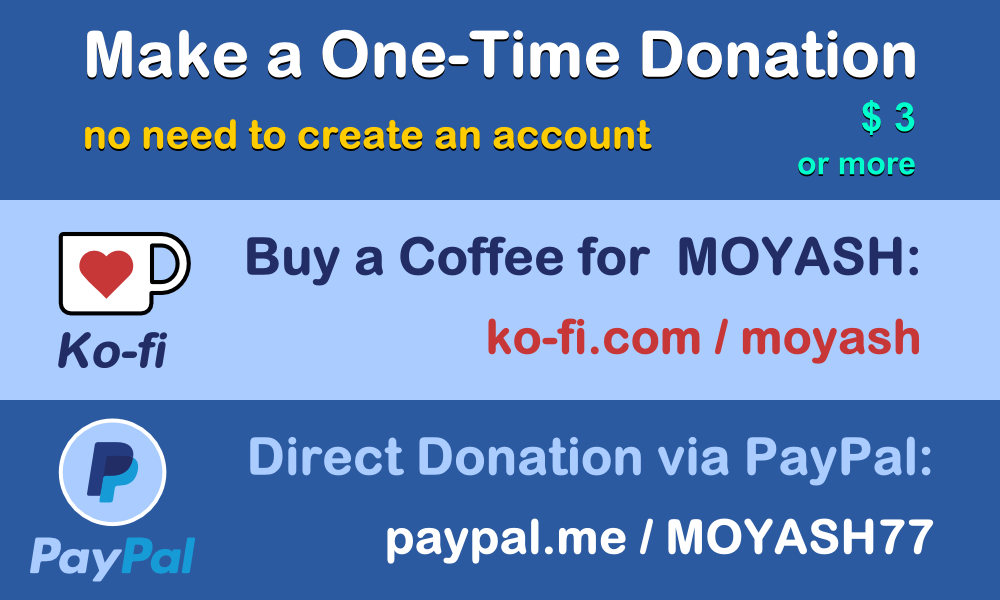 Make a One-Time Donation
no need to create an account
$ 3
or more
Buy a Coffee for MOYASH:
ko-fi.com / moyash
Ko-fi
Direct Donation via PayPal:
paypal.me / MOYASH77
PayPal